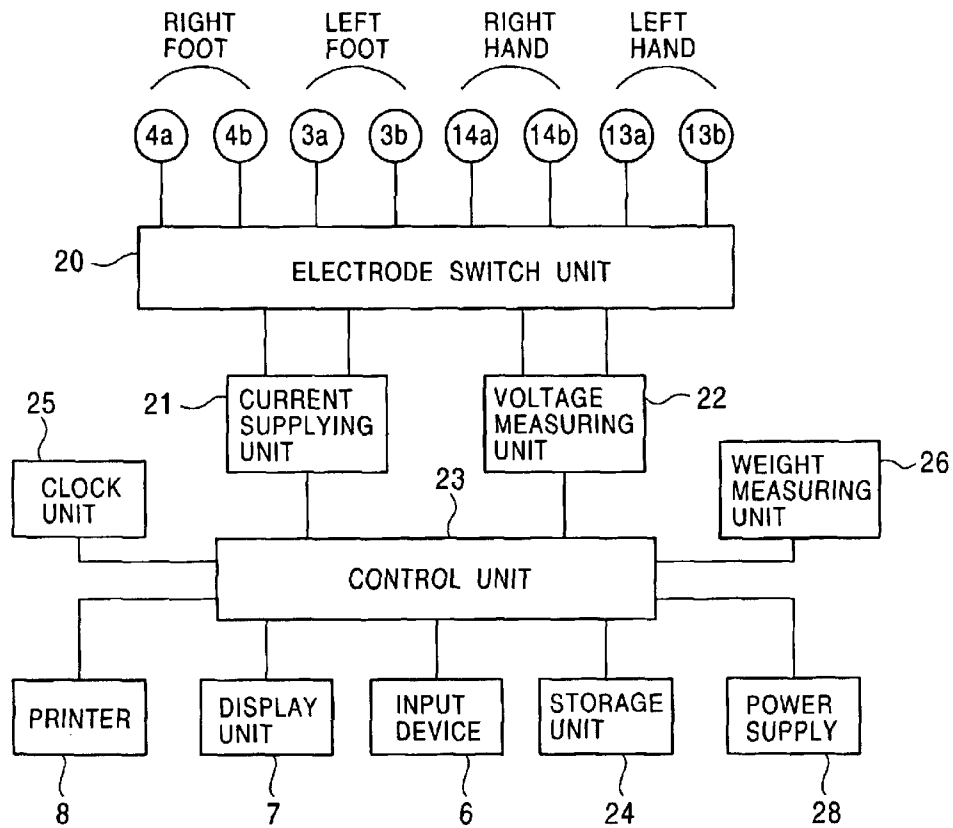 RIGHT FOOT
LEFT FOOT
RIGHT HAND
LEFT HAND
4a 4b 3a 3b 14a 14b 13a 13b
20
ELECTRODE SWITCH UNIT
21
CURRENT SUPPLYING UNIT
VOLTAGE MEASURING UNIT
22
25
CLOCK UNIT
23
WEIGHT MEASURING UNIT
26
CONTROL UNIT
PRINTER
DISPLAY UNIT
INPUT DEVICE
STORAGE UNIT
POWER SUPPLY
8 7 6 24 28